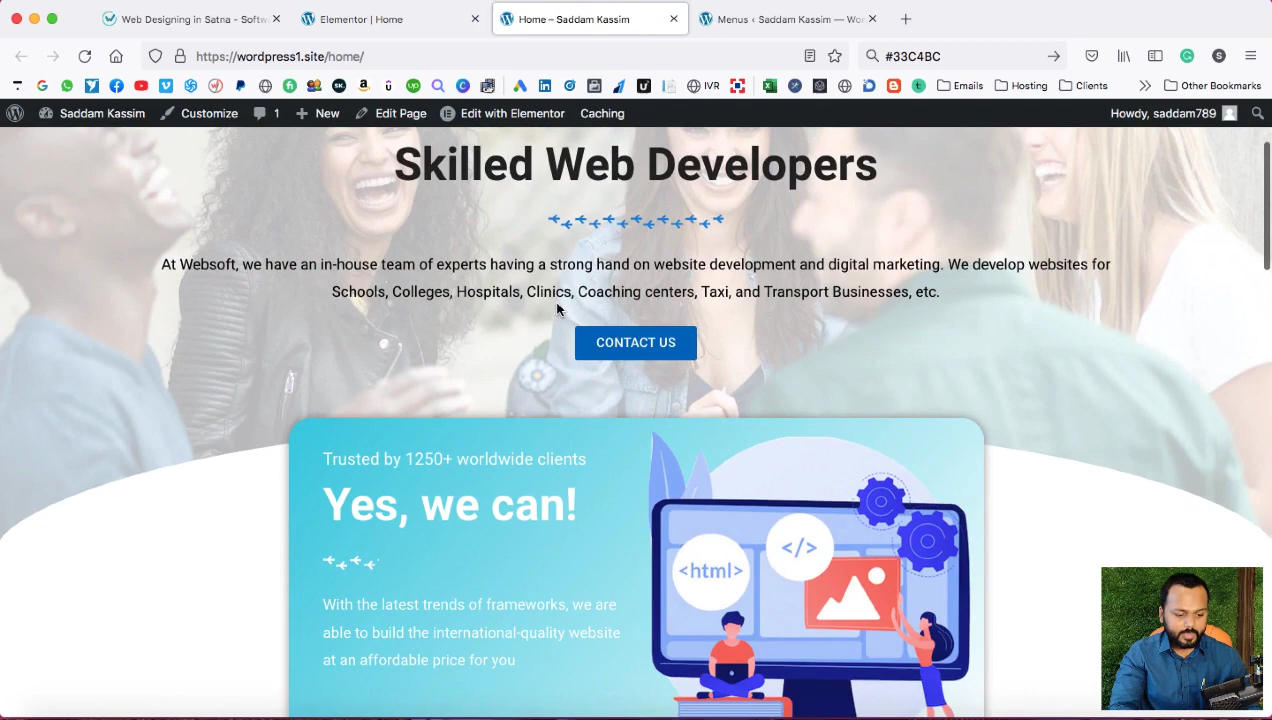 Web Designing in Satna - Softw
Elementor | Home
Home – Saddam Kassim
Menus ‹ Saddam Kassim — Wor
https://wordpress1.site/home/
#33C4BC
IVR
Emails
Hosting
Clients
Other Bookmarks
Saddam Kassim
Customize
1
New
Edit Page
Edit with Elementor
Caching
Howdy, saddam789
Skilled Web Developers
At Websoft, we have an in-house team of experts having a strong hand on website development and digital marketing. We develop websites for
Schools, Colleges, Hospitals, Clinics, Coaching centers, Taxi, and Transport Businesses, etc.
CONTACT US
Trusted by 1250+ worldwide clients
Yes, we can!
<html>
</>
With the latest trends of frameworks, we are
able to build the international-quality website
at an affordable price for you